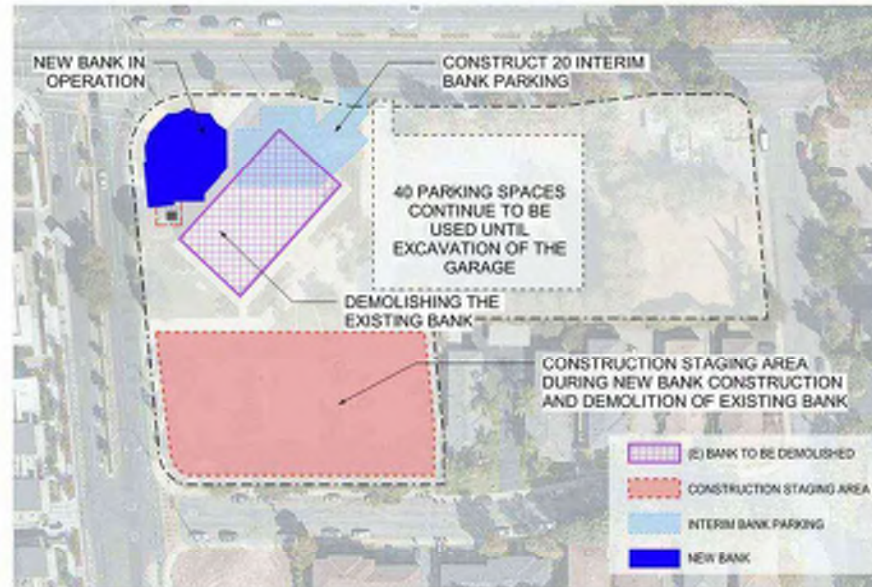 NEW BANK IN
OPERATION
CONSTRUCT 20 INTERIM
BANK PARKING
40 PARKING SPACES
CONTINUE TO BE
USED UNTIL
EXCAVATION OF THE
GARAGE
DEMOLISHING THE
EXISTING BANK
CONSTRUCTION STAGING AREA
DURING NEW BANK CONSTRUCTION
AND DEMOLITION OF EXISTING BANK
(E) BANK TO BE DEMOLISHED
CONSTRUCTION STAGING AREA
INTERIM BANK PARKING
NEW BANK